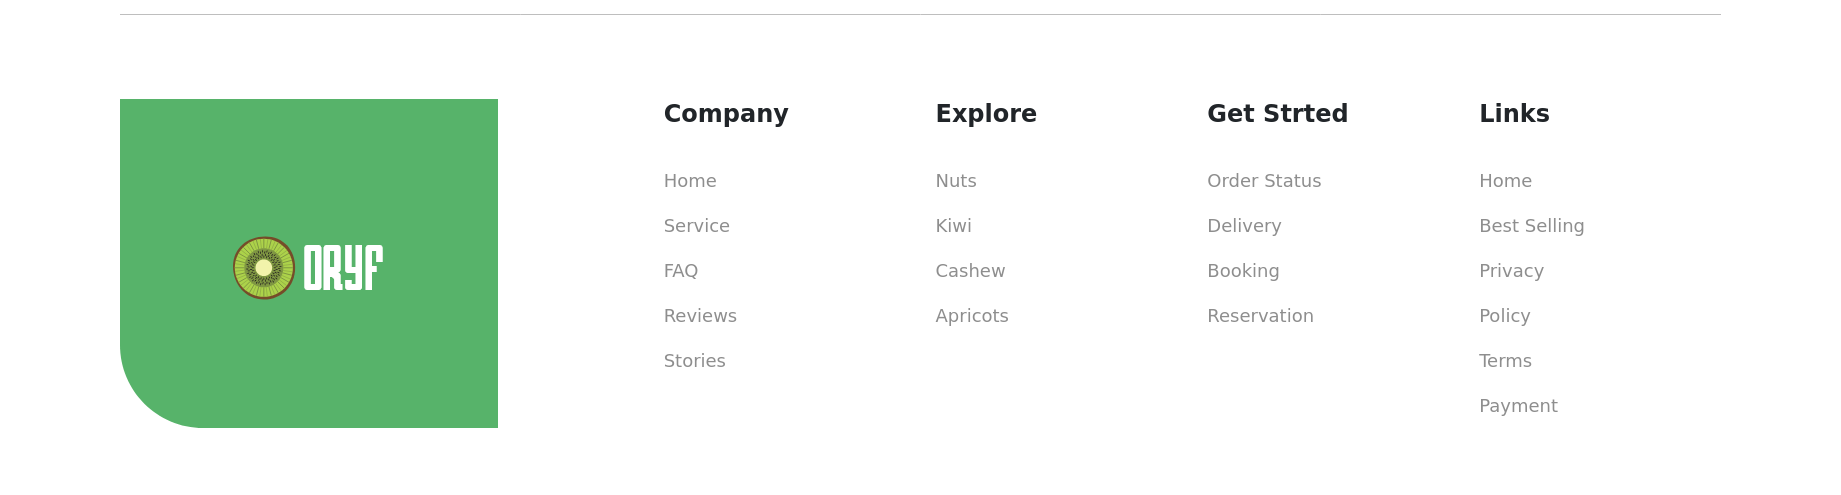 ORYF
Company
Home
Service
FAQ
Reviews
Stories
Explore
Nuts
Kiwi
Cashew
Apricots
Get Strted
Order Status
Delivery
Booking
Reservation
Links
Home
Best Selling
Privacy
Policy
Terms
Payment